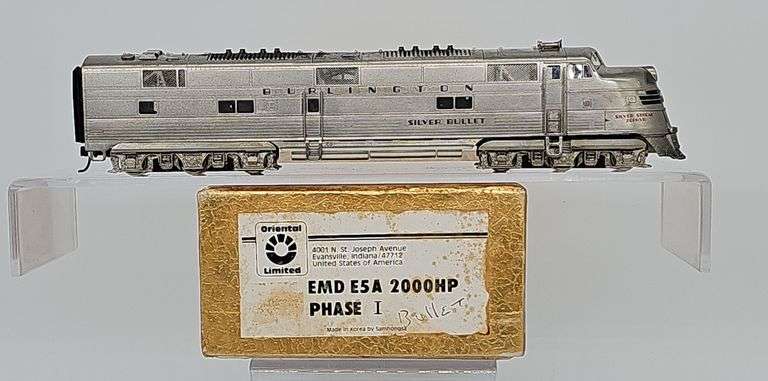 BURLINGTON
SILVER BULLET
Oriental
Limited
4001 N. St. Joseph Avenue
Evansville, Indiana/47712
United States of America
EMD E5A 2000HP
PHASE I
Bullet
Made in Korea by Samhongsa